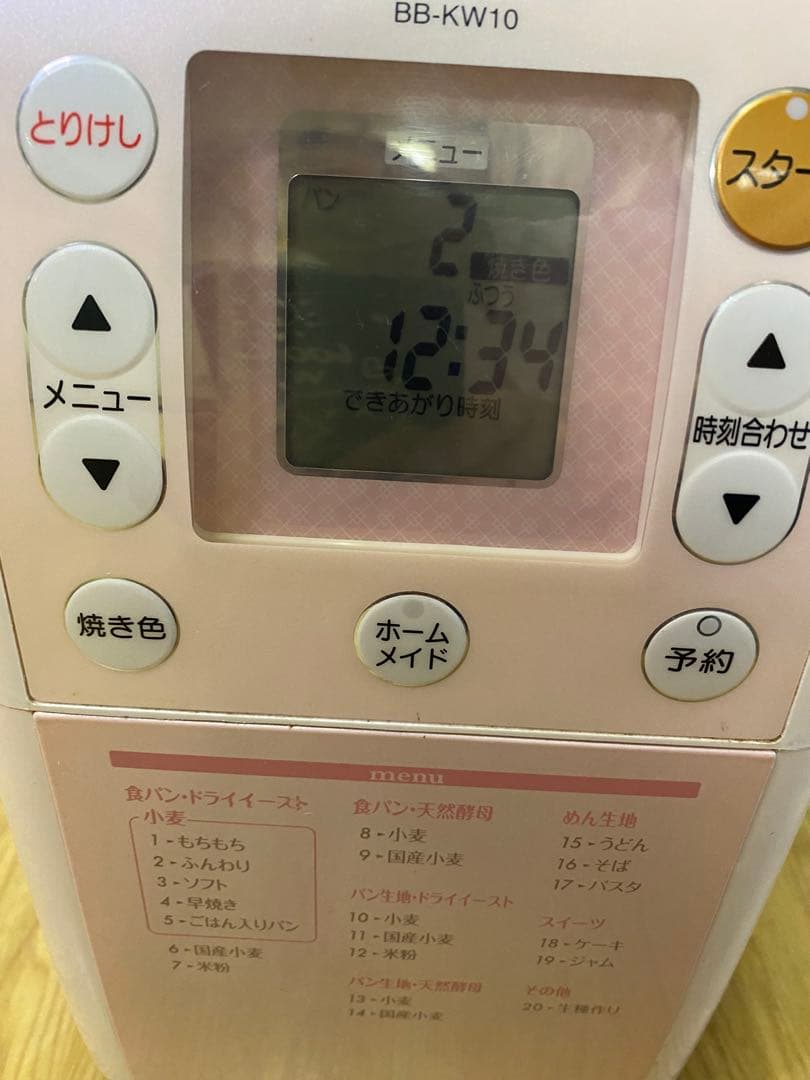 BB-KW10
とりけし
メニュー
スター
パン
2
焼き色
ふつう
12:34
できあがり時刻
メニュー
時刻合わせ
焼き色
ホーム
メイド
予約
menu
食パン・ドライイースト
小麦
1-もちもち
2-ふんわり
3-ソフト
4-早焼き
5-ごはん入りパン
6-国産小麦
7-米粉
食パン・天然酵母
8-小麦
9-国産小麦
パン生地・ドライイースト
10-小麦
11-国産小麦
12-米粉
パン生地・天然酵母
13-小麦
14-国産小麦
めん生地
15-うどん
16-そば
17-パスタ
スイーツ
18-ケーキ
19-ジャム
その他
20-生種作り